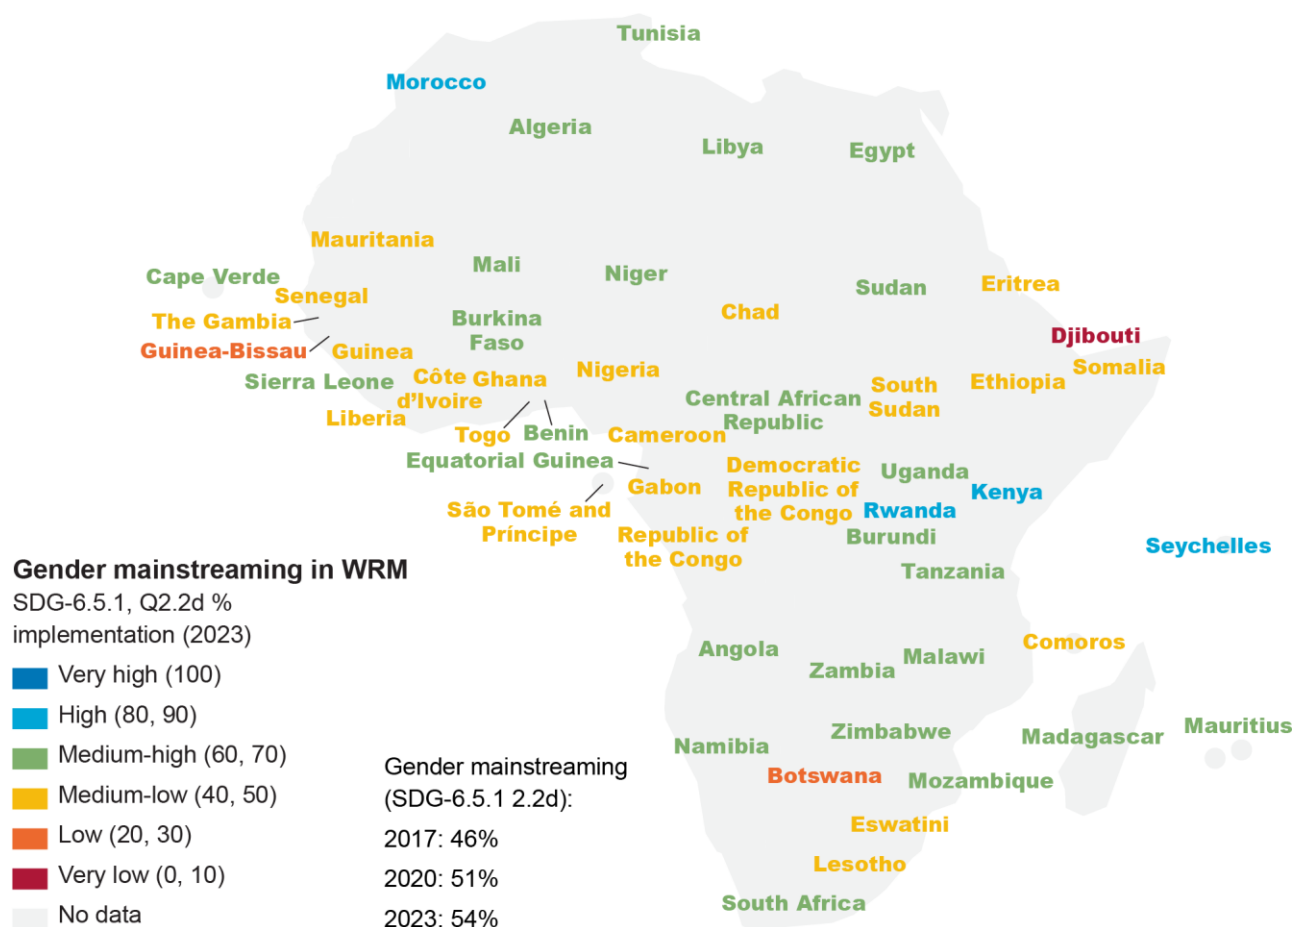 Tunisia
Morocco
Algeria
Libya
Egypt
Mauritania
Mali
Niger
Cape Verde
Senegal
Sudan
Eritrea
The Gambia
Chad
Burkina
Faso
Djibouti
Guinea-Bissau
Guinea
Somalia
Nigeria
Sierra Leone
Côte
d’Ivoire
Ghana
South
Sudan
Ethiopia
Central African
Republic
Liberia
Togo
Benin
Cameroon
Equatorial Guinea
Democratic
Republic of
the Congo
Uganda
Gabon
Kenya
São Tomé and
Príncipe
Rwanda
Republic of
the Congo
Burundi
Seychelles
Tanzania
Angola
Zambia
Malawi
Comoros
Namibia
Zimbabwe
Madagascar
Mauritius
Botswana
Mozambique
Eswatini
Lesotho
South Africa
Gender mainstreaming in WRM
SDG-6.5.1, Q2.2d %
implementation (2023)
Very high (100)
High (80, 90)
Medium-high (60, 70)
Medium-low (40, 50)
Low (20, 30)
Very low (0, 10)
No data
Gender mainstreaming
(SDG-6.5.1 2.2d):
2017: 46%
2020: 51%
2023: 54%